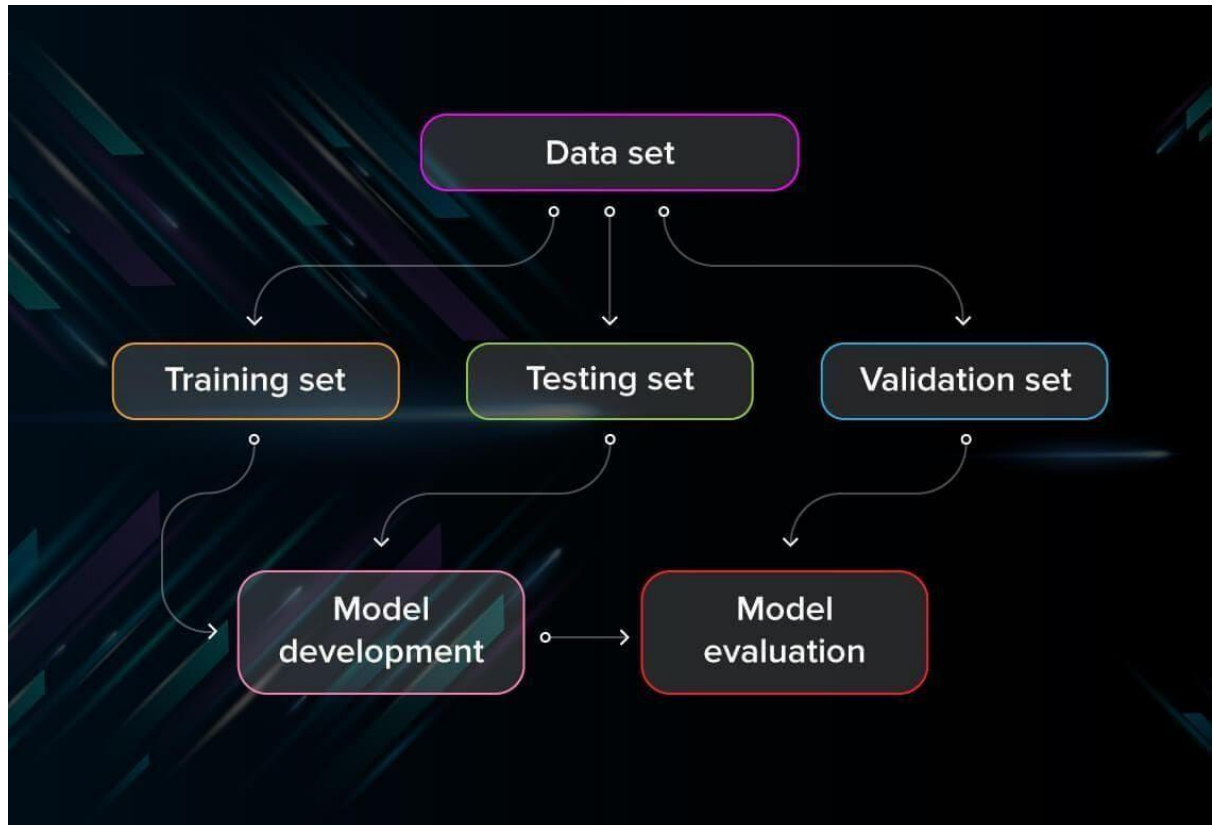 Data set
Training set
Testing set
Validation set
Model
development
Model
evaluation